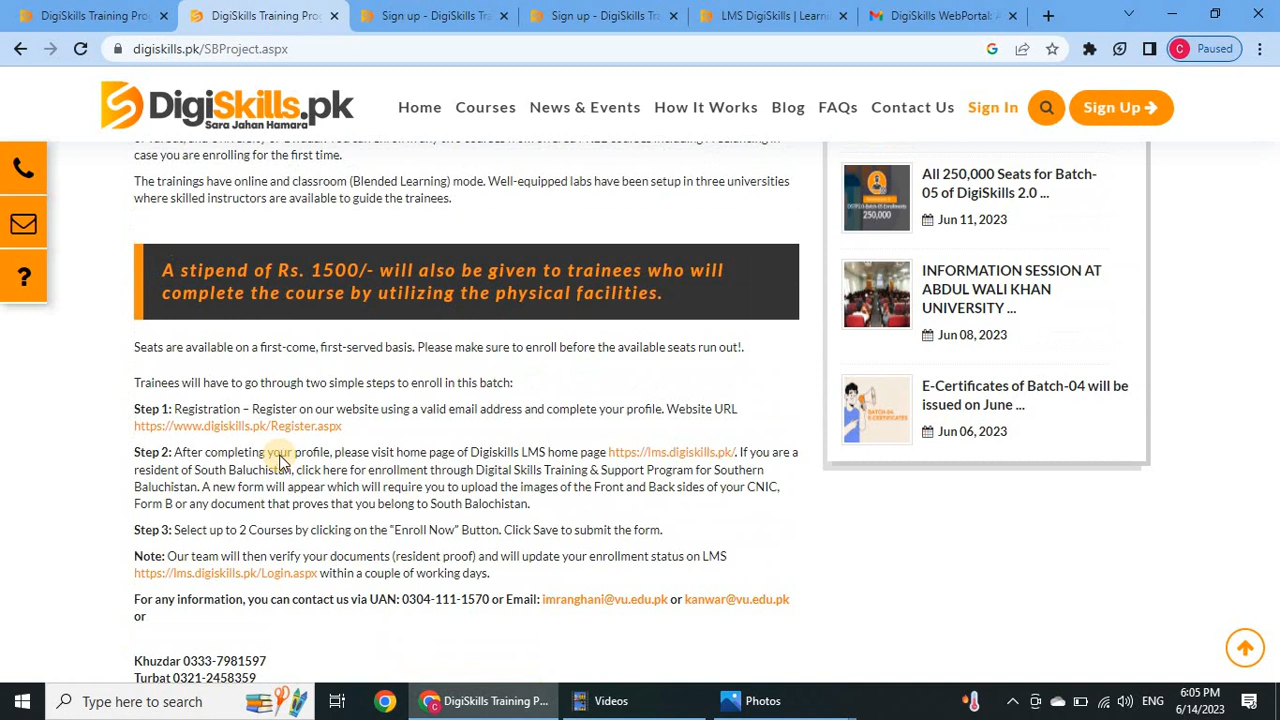 DigiSkills Training Prog
DigiSkills Training Prog
Sign up - DigiSkills Trai
Sign up - DigiSkills Tra
LMS DigiSkills | Learni
DigiSkills WebPortal: A
digiskills.pk/SBProject.aspx
C Paused
DigiSkills.pk
Sara Jahan Hamara
Home Courses News & Events How It Works Blog FAQs Contact Us Sign In Sign Up
case you are enrolling for the first time.
The trainings have online and classroom (Blended Learning) mode. Well-equipped labs have been setup in three universities
where skilled instructors are available to guide the trainees.
A stipend of Rs. 1500/- will also be given to trainees who will
complete the course by utilizing the physical facilities.
Seats are available on a first-come, first-served basis. Please make sure to enroll before the available seats run out!.
Trainees will have to go through two simple steps to enroll in this batch:
Step 1: Registration – Register on our website using a valid email address and complete your profile. Website URL
https://www.digiskills.pk/Register.aspx
Step 2: After completing your profile, please visit home page of Digiskills LMS home page https://lms.digiskills.pk/. If you are a
resident of South Baluchistan, click here for enrollment through Digital Skills Training & Support Program for Southern
Baluchistan. A new form will appear which will require you to upload the images of the Front and Back sides of your CNIC,
Form B or any document that proves that you belong to South Balochistan.
Step 3: Select up to 2 Courses by clicking on the "Enroll Now" Button. Click Save to submit the form.
Note: Our team will then verify your documents (resident proof) and will update your enrollment status on LMS
https://lms.digiskills.pk/Login.aspx within a couple of working days.
For any information, you can contact us via UAN: 0304-111-1570 or Email: imranghani@vu.edu.pk or kanwar@vu.edu.pk
or
Khuzdar 0333-7981597
Turbat 0321-2458359
All 250,000 Seats for Batch-
05 of DigiSkills 2.0 ...
Jun 11, 2023
INFORMATION SESSION AT
ABDUL WALI KHAN
UNIVERSITY ...
Jun 08, 2023
E-Certificates of Batch-04 will be
issued on June ...
Jun 06, 2023
Type here to search
DigiSkills Training P...
Videos
Photos
ENG
6:05 PM
6/14/2023